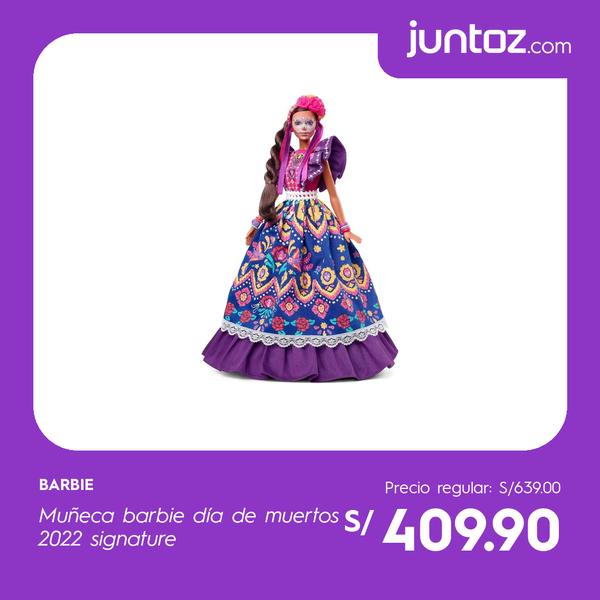 juntoz.com
BARBIE
Muñeca barbie día de muertos
2022 signature
Precio regular: S/639.00
S/ 409.90